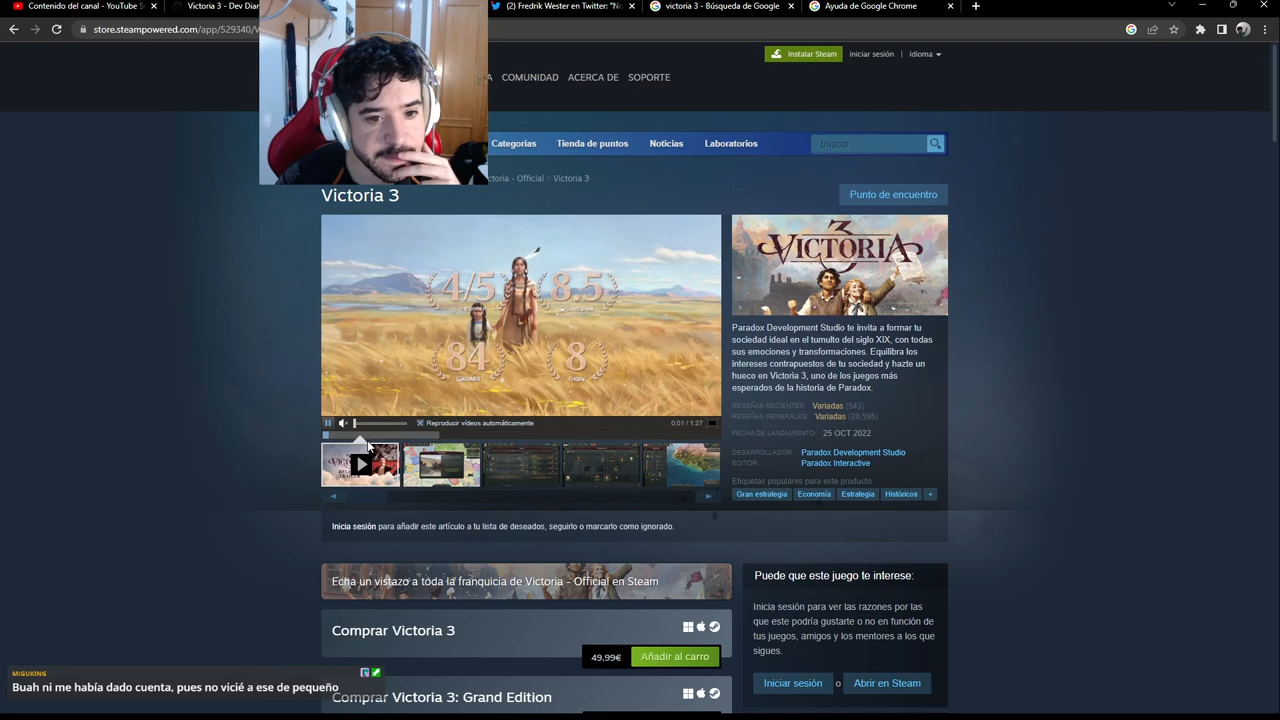 Contenido del canal - YouTube S
Victoria 3 - Dev Dia
(2) Fredrik Wester en Twitter: "No
victoria 3 - Búsqueda de Google
Ayuda de Google Chrome
store.steampowered.com/app/529340/V
Instalar Steam
iniciar sesión
idioma
COMUNIDAD
ACERCA DE
SOPORTE
Categorías
Tienda de puntos
Noticias
Laboratorios
buscar
ctoria - Official > Victoria 3
Victoria 3
Punto de encuentro
4/5
8.5
84
8
3
VICTORIA
Paradox Development Studio te invita a formar tu
sociedad ideal en el tumulto del siglo XIX, con todas
sus emociones y transformaciones. Equilibra los
intereses contrapuestos de tu sociedad y hazte un
hueco en Victoria 3, uno de los juegos más
esperados de la historia de Paradox.
RESEÑAS RECIENTES: Variadas (543)
RESEÑAS GENERALES: Variadas (20,595)
FECHA DE LANZAMIENTO: 25 OCT 2022
DESARROLLADOR: Paradox Development Studio
EDITOR: Paradox Interactive
Etiquetas populares para este producto:
Gran estrategia
Economía
Estrategia
Históricos
+
Reproducir vídeos automáticamente
0:01 / 1:27
Inicia sesión para añadir este artículo a tu lista de deseados, seguirlo o marcarlo como ignorado.
Echa un vistazo a toda la franquicia de Victoria - Official en Steam
Comprar Victoria 3
49,99€
Añadir al carro
Comprar Victoria 3: Grand Edition
Puede que este juego te interese:
Inicia sesión para ver las razones por las
que este podría gustarte o no en función de
tus juegos, amigos y los mentores a los que
sigues.
Iniciar sesión
o
Abrir en Steam
MIGUKING
Buah ni me había dado cuenta, pues no vicié a ese de pequeño